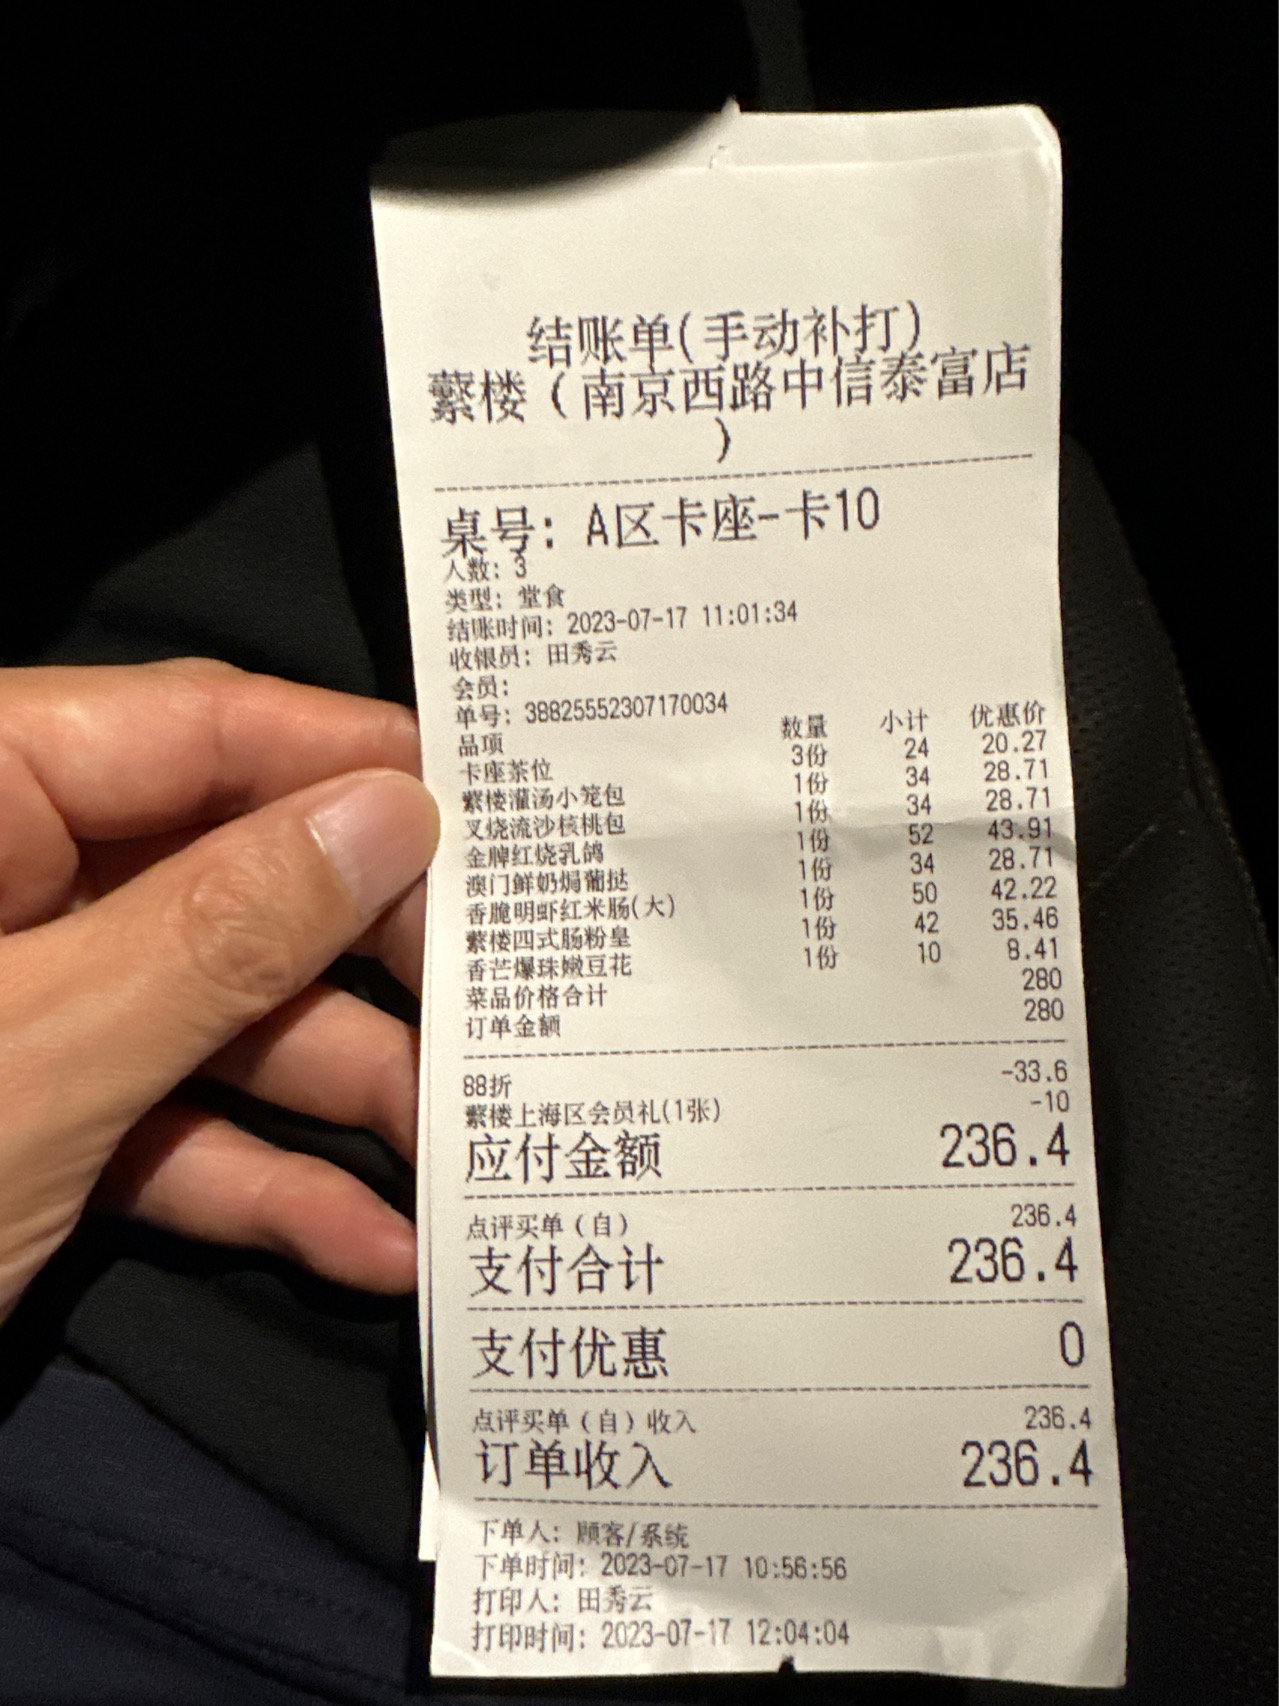 结账单(手动补打)
蘩楼（南京西路中信泰富店
）
桌号: A区卡座-卡10
人数: 3
类型: 堂食
结账时间: 2023-07-17 11:01:34
收银员: 田秀云
会员:
单号: 38825552307170034
品项 数量 小计 优惠价
卡座茶位 3份 24 20.27
蘩楼灌汤小笼包 1份 34 28.71
叉烧流沙核桃包 1份 34 28.71
金牌红烧乳鸽 1份 52 43.91
澳门鲜奶焗葡挞 1份 34 28.71
香脆明虾红米肠(大) 1份 50 42.22
蘩楼四式肠粉皇 1份 42 35.46
香芒爆珠嫩豆花 1份 10 8.41
菜品价格合计 280
订单金额 280
88折 -33.6
蘩楼上海区会员礼(1张) -10
应付金额 236.4
点评买单（自） 236.4
支付合计 236.4
支付优惠 0
点评买单（自）收入 236.4
订单收入 236.4
下单人: 顾客/系统
下单时间: 2023-07-17 10:56:56
打印人: 田秀云
打印时间: 2023-07-17 12:04:04